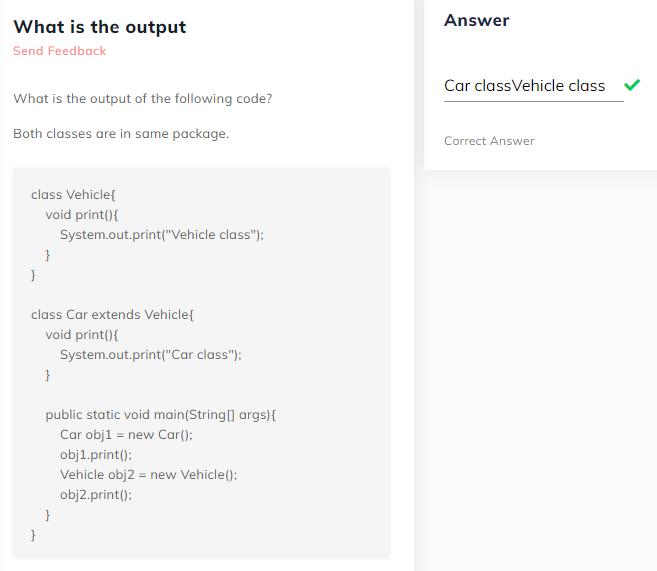 What is the output
Send Feedback
What is the output of the following code?
Both classes are in same package.
class Vehicle{
    void print(){
        System.out.print("Vehicle class");
    }
}
class Car extends Vehicle{
    void print(){
        System.out.print("Car class");
    }
    public static void main(String[] args){
        Car obj1 = new Car();
        obj1.print();
        Vehicle obj2 = new Vehicle();
        obj2.print();
    }
}
Answer
Car classVehicle class
Correct Answer